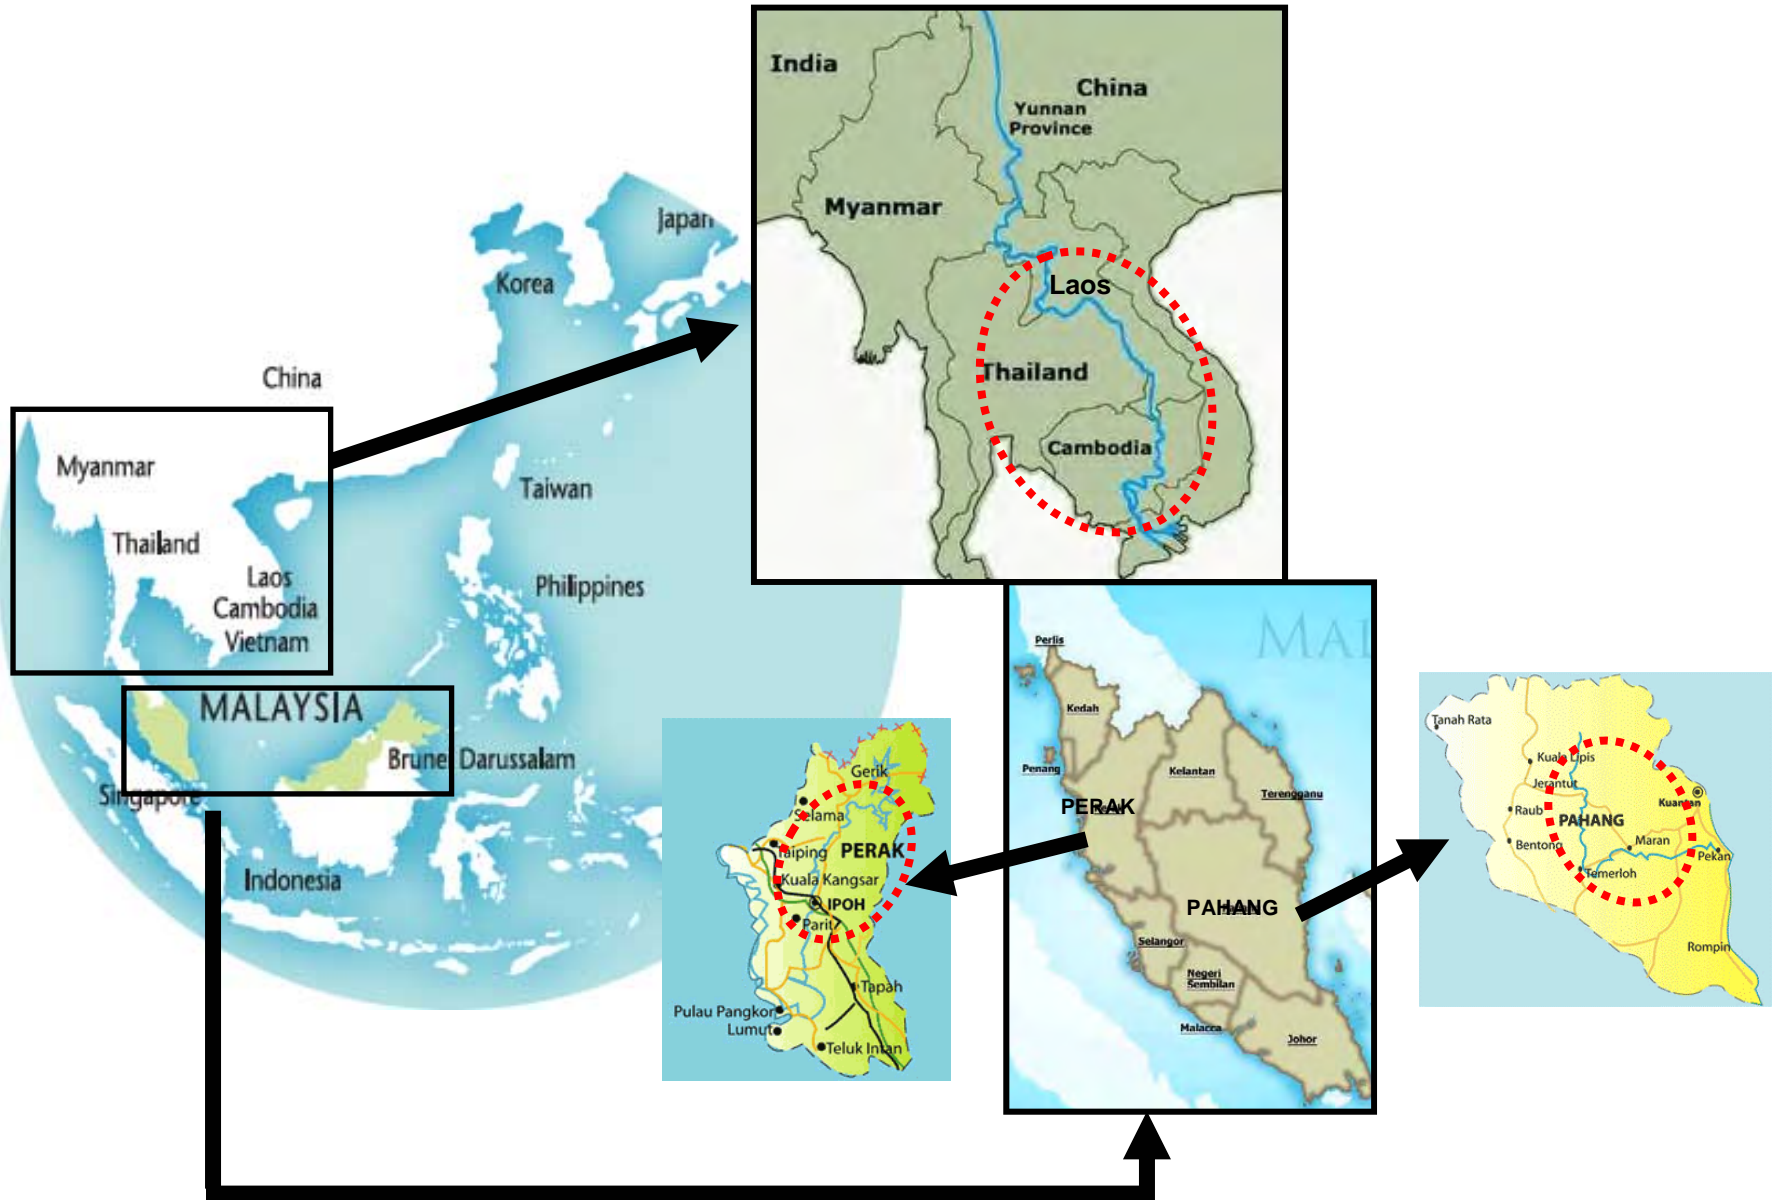 India
China
Yunnan
Province
Myanmar
Laos
Thailand
Cambodia
Japan
Korea
China
Myanmar
Taiwan
Thailand
Laos
Cambodia
Vietnam
Philippines
MALAYSIA
Brunei Darussalam
Singapore
Indonesia
Gerik
Selama
Taiping
PERAK
Kuala Kangsar
IPOH
Parit
Tapah
Pulau Pangkor
Lumut
Teluk Intan
MAL
Perlis
Kedah
Penang
Kelantan
PERAK
Terengganu
PAHANG
Selangor
Negeri
Sembilan
Malacca
Johor
Tanah Rata
Kuala Lipis
Jerantut
Kuantan
Raub
PAHANG
Bentong
Maran
Pekan
Temerloh
Rompin